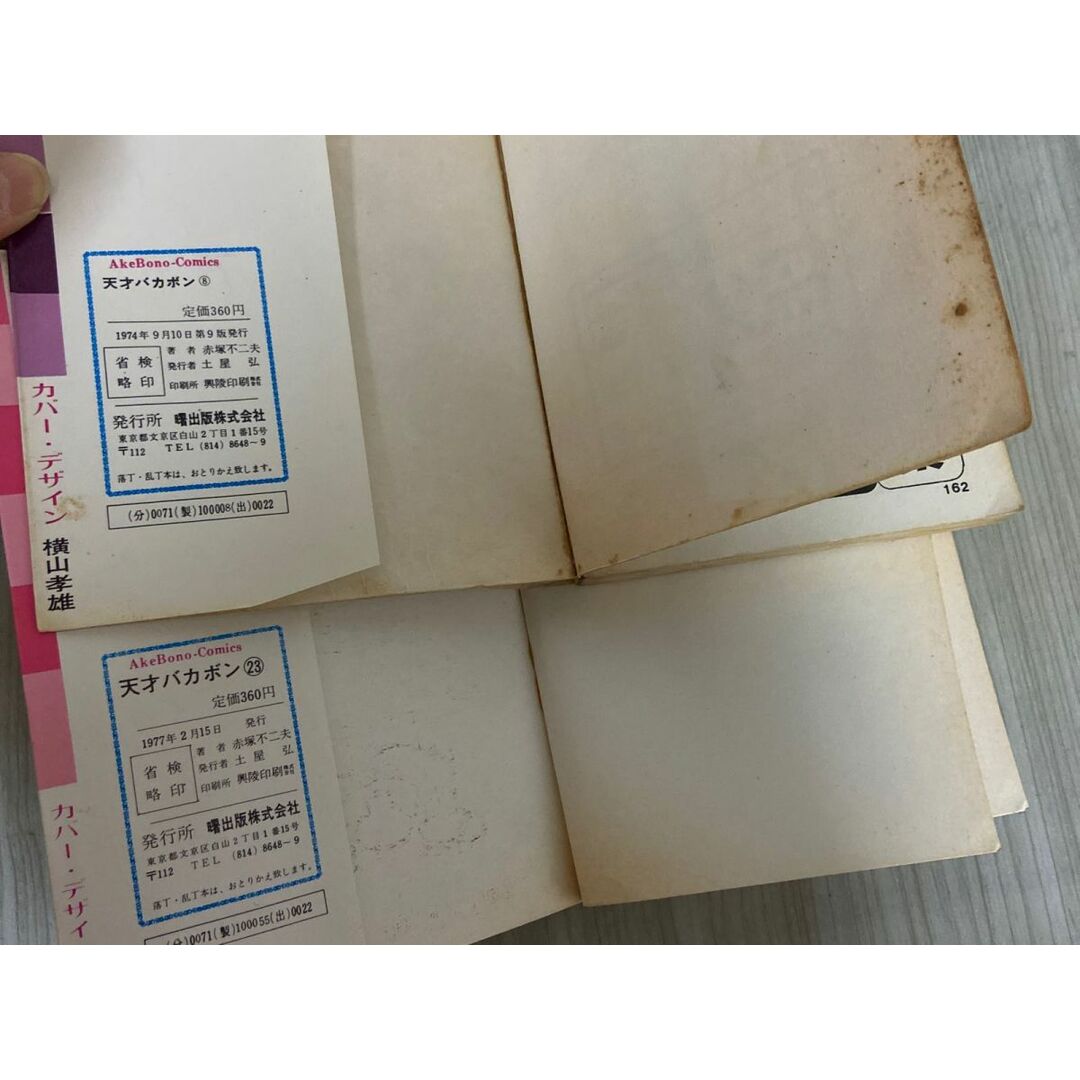 AkeBono-Comics
天才バカボン⑧
定価360円
1974年9月10日第9版発行
省検
略印
著者 赤塚不二夫
発行者 土屋弘
印刷所 興陵印刷株式会社
発行所 曙出版株式会社
東京都文京区白山2丁目1番15号
〒112 TEL (814) 8648～9
落丁・乱丁本は、おとりかえ致します。
(分)0071(製)100008(出)0022
カバー・デザイン 横山孝雄
162
AkeBono-Comics
天才バカボン㉓
定価360円
1977年2月15日 発行
省検
略印
著者 赤塚不二夫
発行者 土屋弘
印刷所 興陵印刷株式会社
発行所 曙出版株式会社
東京都文京区白山2丁目1番15号
〒112 TEL (814) 8648～9
落丁・乱丁本は、おとりかえ致します。
(分)0071(製)100055(出)0022
カバー・デザイ